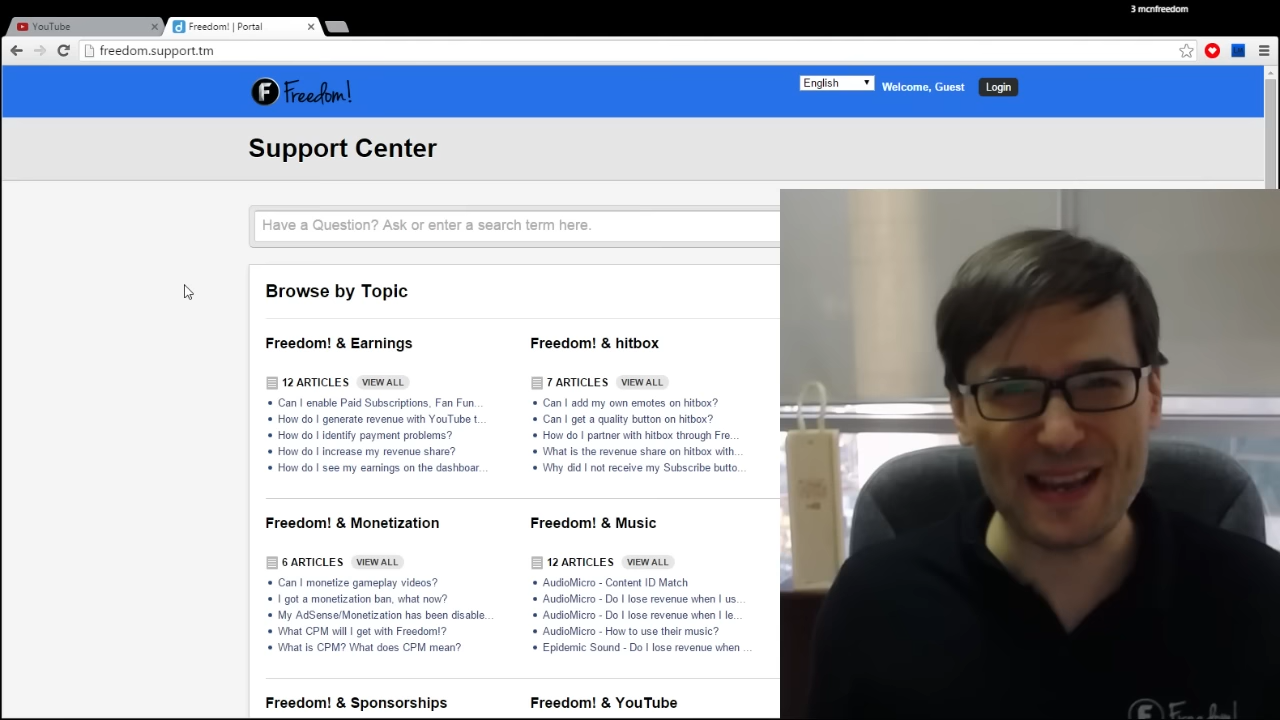 3 mcnfreedom
YouTube
Freedom! | Portal
freedom.support.tm
F Freedom!
English
Welcome, Guest
Login
Support Center
Have a Question? Ask or enter a search term here.
Browse by Topic
Freedom! & Earnings
12 ARTICLES VIEW ALL
Can I enable Paid Subscriptions, Fan Fun...
How do I generate revenue with YouTube t...
How do I identify payment problems?
How do I increase my revenue share?
How do I see my earnings on the dashboar...
Freedom! & hitbox
7 ARTICLES VIEW ALL
Can I add my own emotes on hitbox?
Can I get a quality button on hitbox?
How do I partner with hitbox through Fre...
What is the revenue share on hitbox with...
Why did I not receive my Subscribe butto...
Freedom! & Monetization
6 ARTICLES VIEW ALL
Can I monetize gameplay videos?
I got a monetization ban, what now?
My AdSense/Monetization has been disable...
What CPM will I get with Freedom!?
What is CPM? What does CPM mean?
Freedom! & Music
12 ARTICLES VIEW ALL
AudioMicro - Content ID Match
AudioMicro - Do I lose revenue when I us...
AudioMicro - Do I lose revenue when I le...
AudioMicro - How to use their music?
Epidemic Sound - Do I lose revenue when ...
Freedom! & Sponsorships
Freedom! & YouTube
F Freedom!